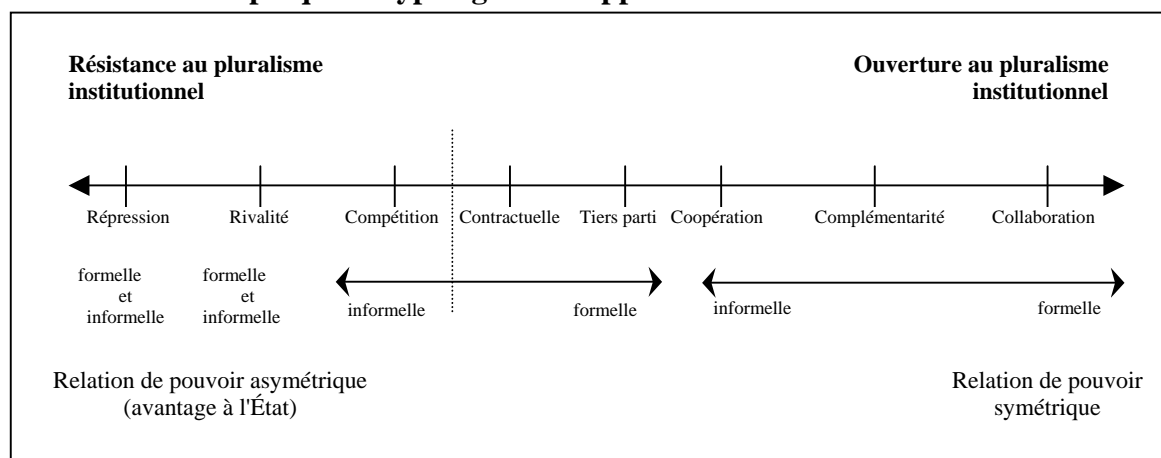 Résistance au pluralisme
institutionnel
Ouverture au pluralisme
institutionnel
Répression
Rivalité
Compétition
Contractuelle
Tiers parti
Coopération
Complémentarité
Collaboration
formelle
et
informelle
formelle
et
informelle
informelle
formelle
informelle
formelle
Relation de pouvoir asymétrique
(avantage à l'État)
Relation de pouvoir
symétrique